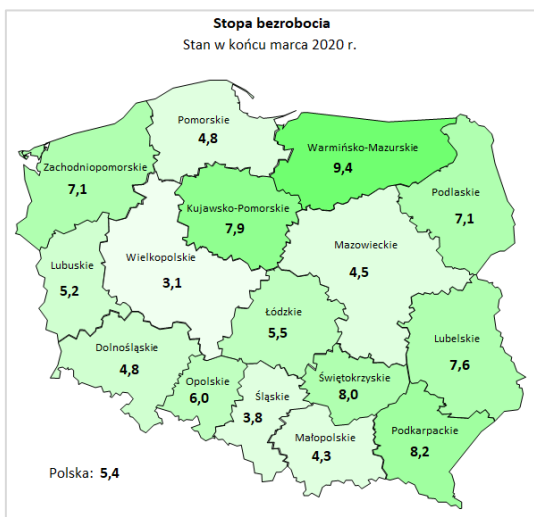 Stopa bezrobocia
Stan w końcu marca 2020 r.
Pomorskie
4,8
Warmińsko-Mazurskie
9,4
Zachodniopomorskie
7,1
Podlaskie
7,1
Kujawsko-Pomorskie
7,9
Mazowieckie
4,5
Wielkopolskie
3,1
Lubuskie
5,2
Łódzkie
5,5
Lubelskie
7,6
Dolnośląskie
4,8
Opolskie
6,0
Śląskie
3,8
Świętokrzyskie
8,0
Małopolskie
4,3
Podkarpackie
8,2
Polska: 5,4